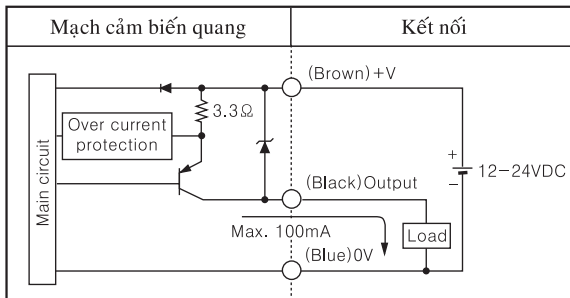 Mạch cảm biến quang
Kết nối
(Brown)+V
3.3Ω
Over current
protection
Main circuit
+
12-24VDC
-
(Black)Output
Max. 100mA
Load
(Blue)0V